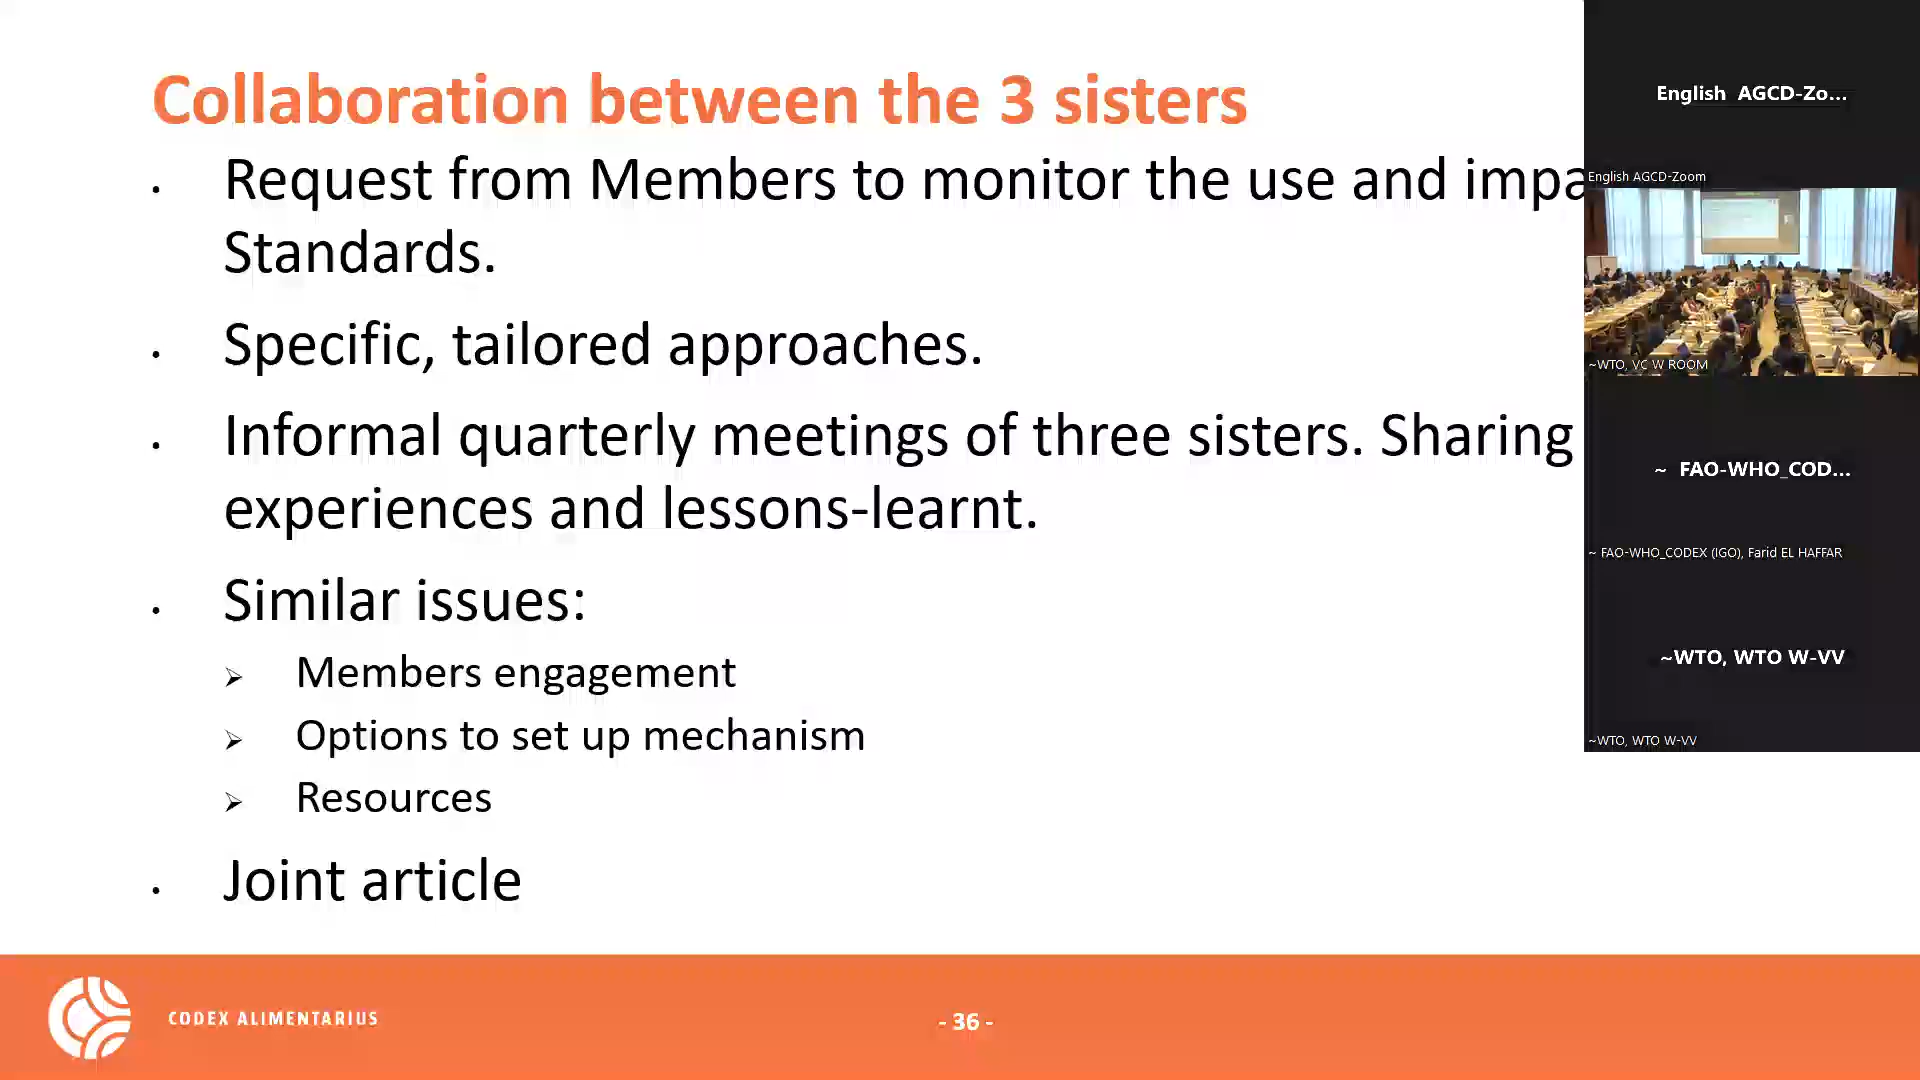 Collaboration between the 3 sisters
• Request from Members to monitor the use and impa
Standards.
• Specific, tailored approaches.
• Informal quarterly meetings of three sisters. Sharing
experiences and lessons-learnt.
• Similar issues:
➢ Members engagement
➢ Options to set up mechanism
➢ Resources
• Joint article
CODEX ALIMENTARIUS
- 36 -
English AGCD-Zo...
English AGCD-Zoom
~WTO, VC W ROOM
~ FAO-WHO_COD...
~ FAO-WHO_CODEX (IGO), Farid EL HAFFAR
~WTO, WTO W-VV
~WTO, WTO W-VV